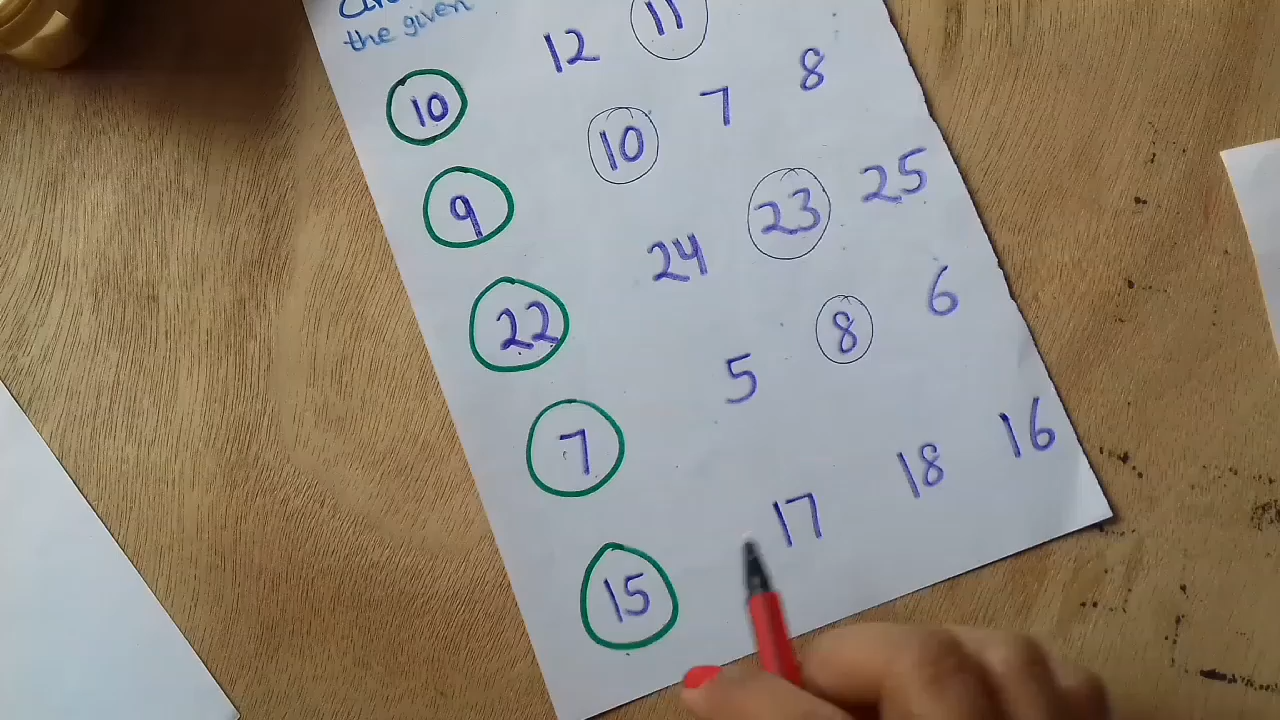 the given
10 12 11
9 10 7 8
22 24 23 25
7 5 8 6
15 17 18 16